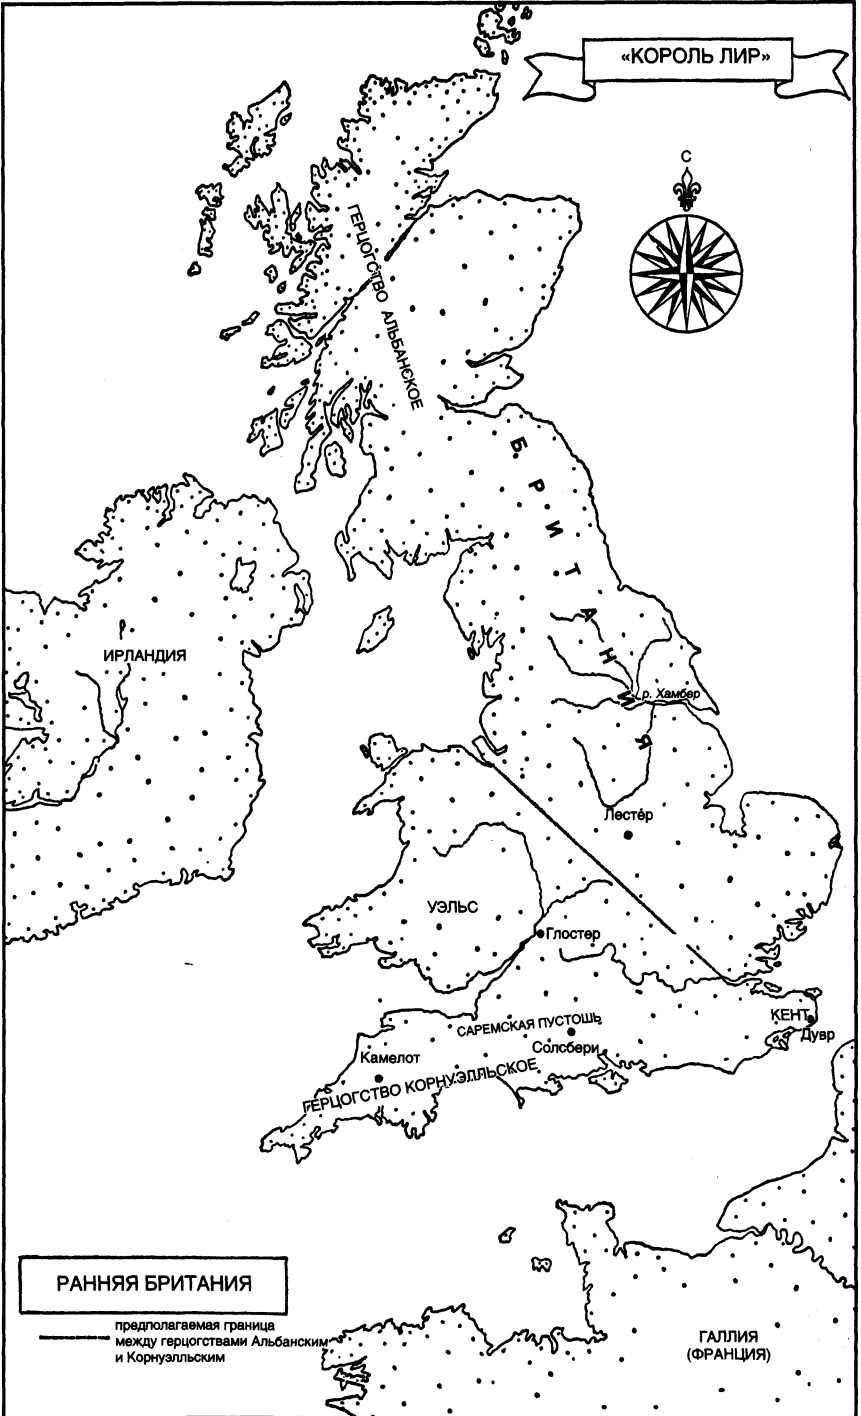 «КОРОЛЬ ЛИР»
С
ГЕРЦОГСТВО АЛЬБАНСКОЕ
БРИТАНИЯ
ИРЛАНДИЯ
р. Хамбер
Лестер
УЭЛЬС
Глостер
САРЕМСКАЯ ПУСТОШЬ
КЕНТ
Дувр
Солсбери
Камелот
ГЕРЦОГСТВО КОРНУЭЛЛЬСКОЕ
РАННЯЯ БРИТАНИЯ
предполагаемая граница
между герцогствами Альбанским
и Корнуэлльским
ГАЛЛИЯ
(ФРАНЦИЯ)